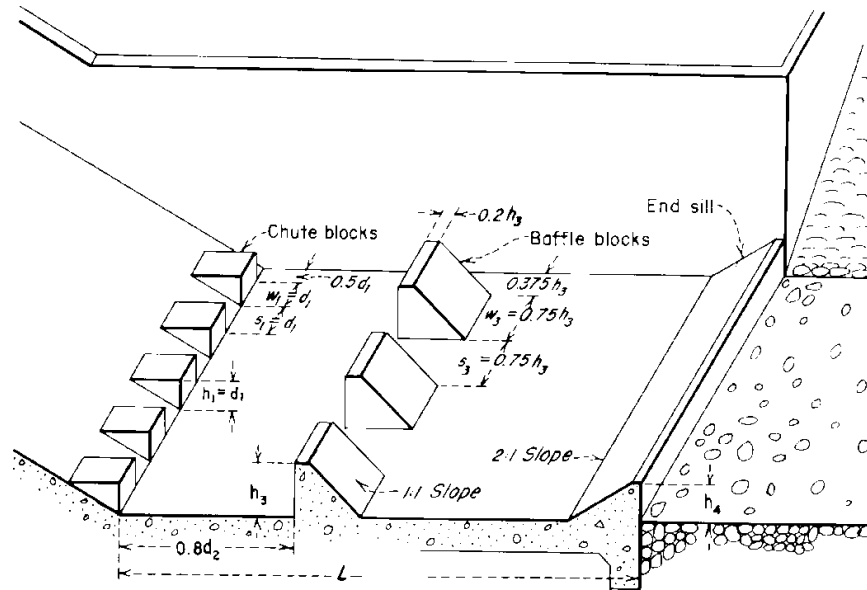 0.2h₃
End sill
Chute blocks
Baffle blocks
0.5d₁
0.375h₃
w₁=d₁
w₃=0.75h₃
s₁=d₁
s₃=0.75h₃
h₁=d₁
2:1 Slope
h₃
1:1 Slope
h₄
0.8d₂
L